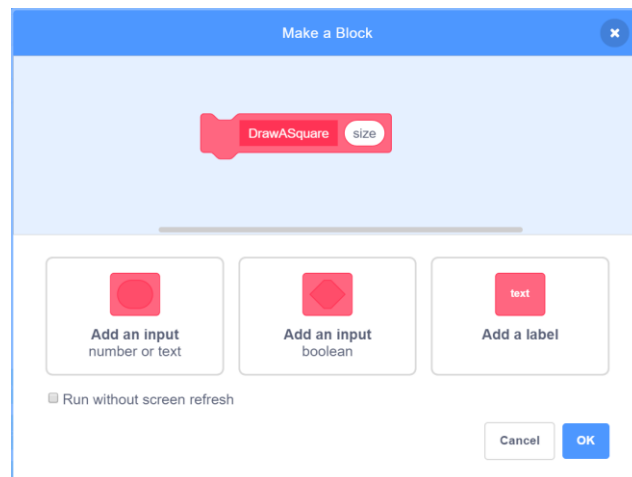 Make a Block
DrawASquare size
text
Add an input
number or text
Add an input
boolean
Add a label
Run without screen refresh
Cancel OK